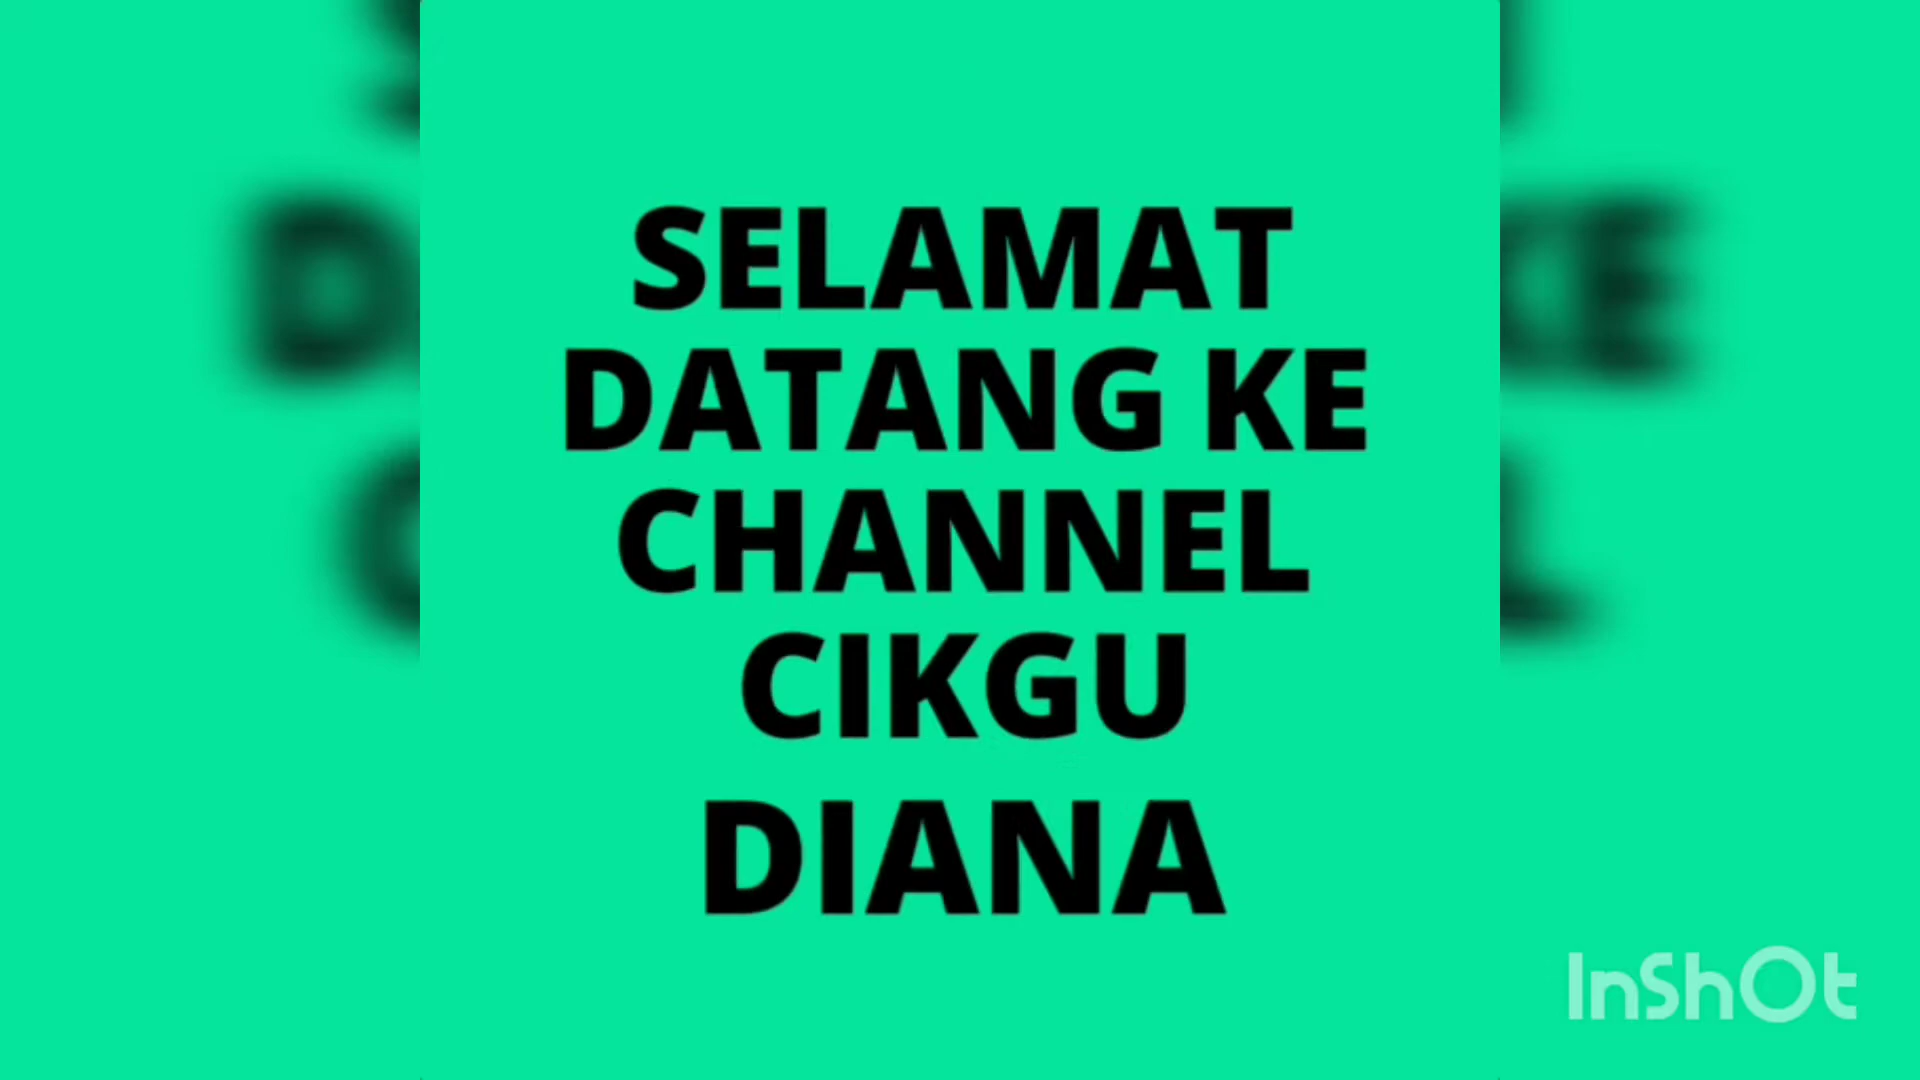 SELAMAT
DATANG KE
CHANNEL
CIKGU
DIANA
InShOt